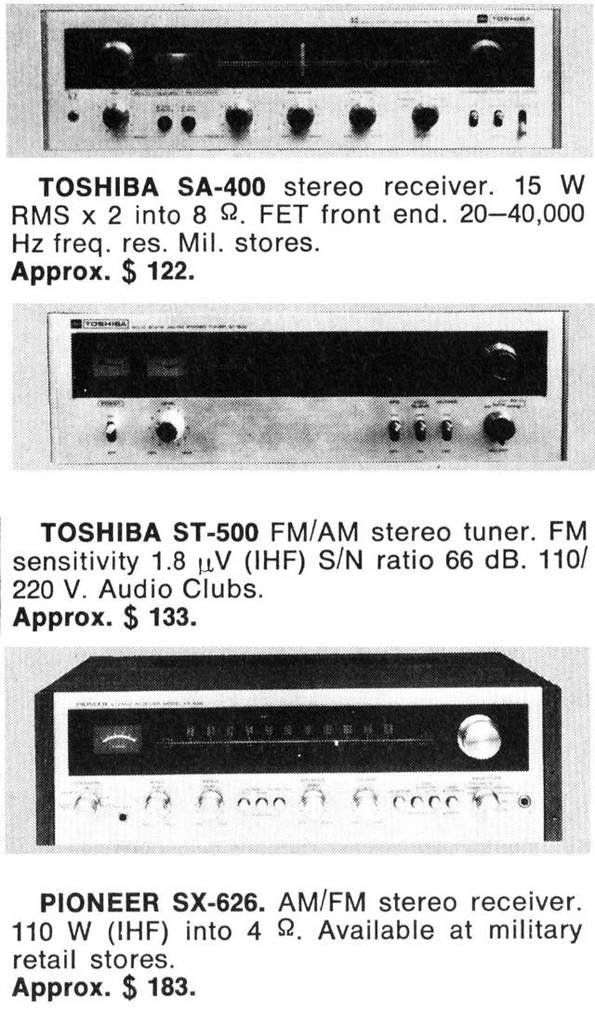 TOSHIBA
TOSHIBA SA-400 stereo receiver. 15 W
RMS x 2 into 8 Ω. FET front end. 20—40,000
Hz freq. res. Mil. stores.
Approx. $ 122.
TOSHIBA
TOSHIBA ST-500 FM/AM stereo tuner. FM
sensitivity 1.8 μV (IHF) S/N ratio 66 dB. 110/
220 V. Audio Clubs.
Approx. $ 133.
PIONEER
PIONEER SX-626. AM/FM stereo receiver.
110 W (IHF) into 4 Ω. Available at military
retail stores.
Approx. $ 183.